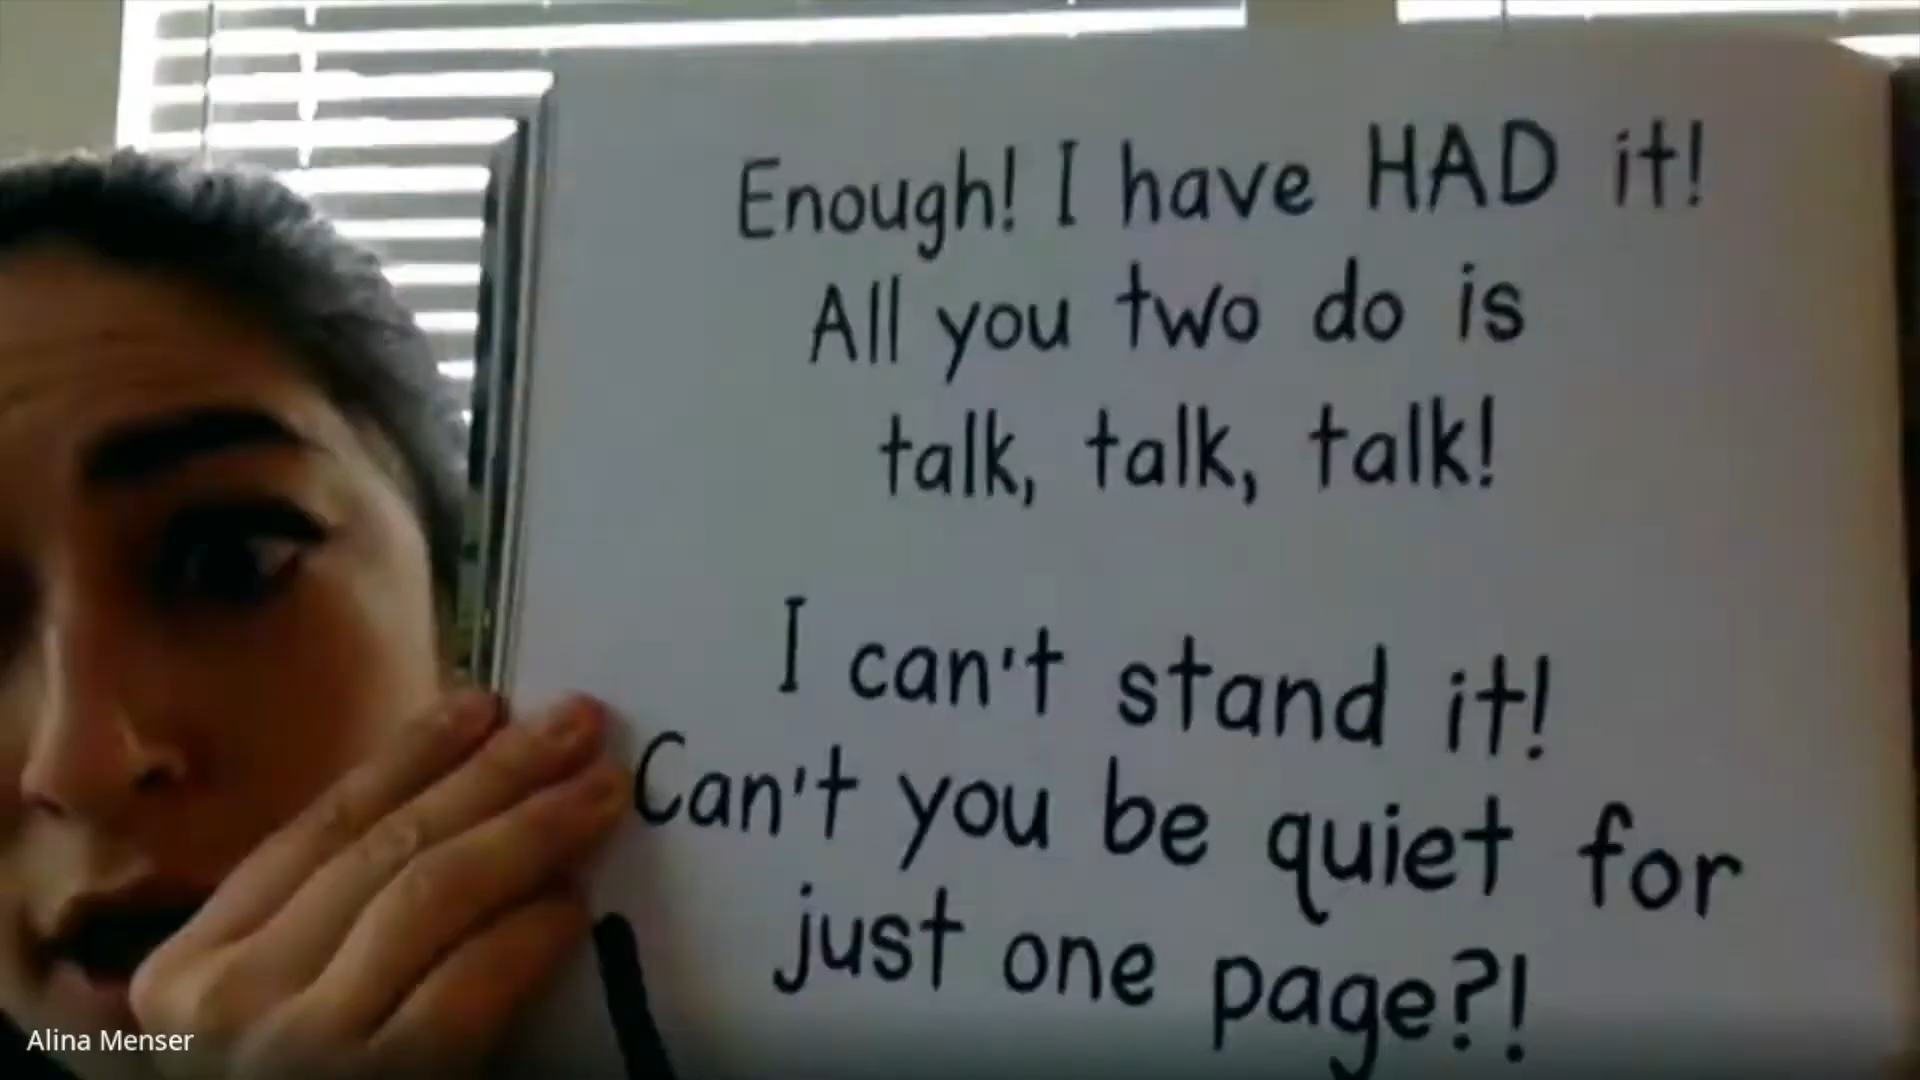 Enough! I have HAD it!
All you two do is
talk, talk, talk!
I can't stand it!
Can't you be quiet for
just one page?!
Alina Menser